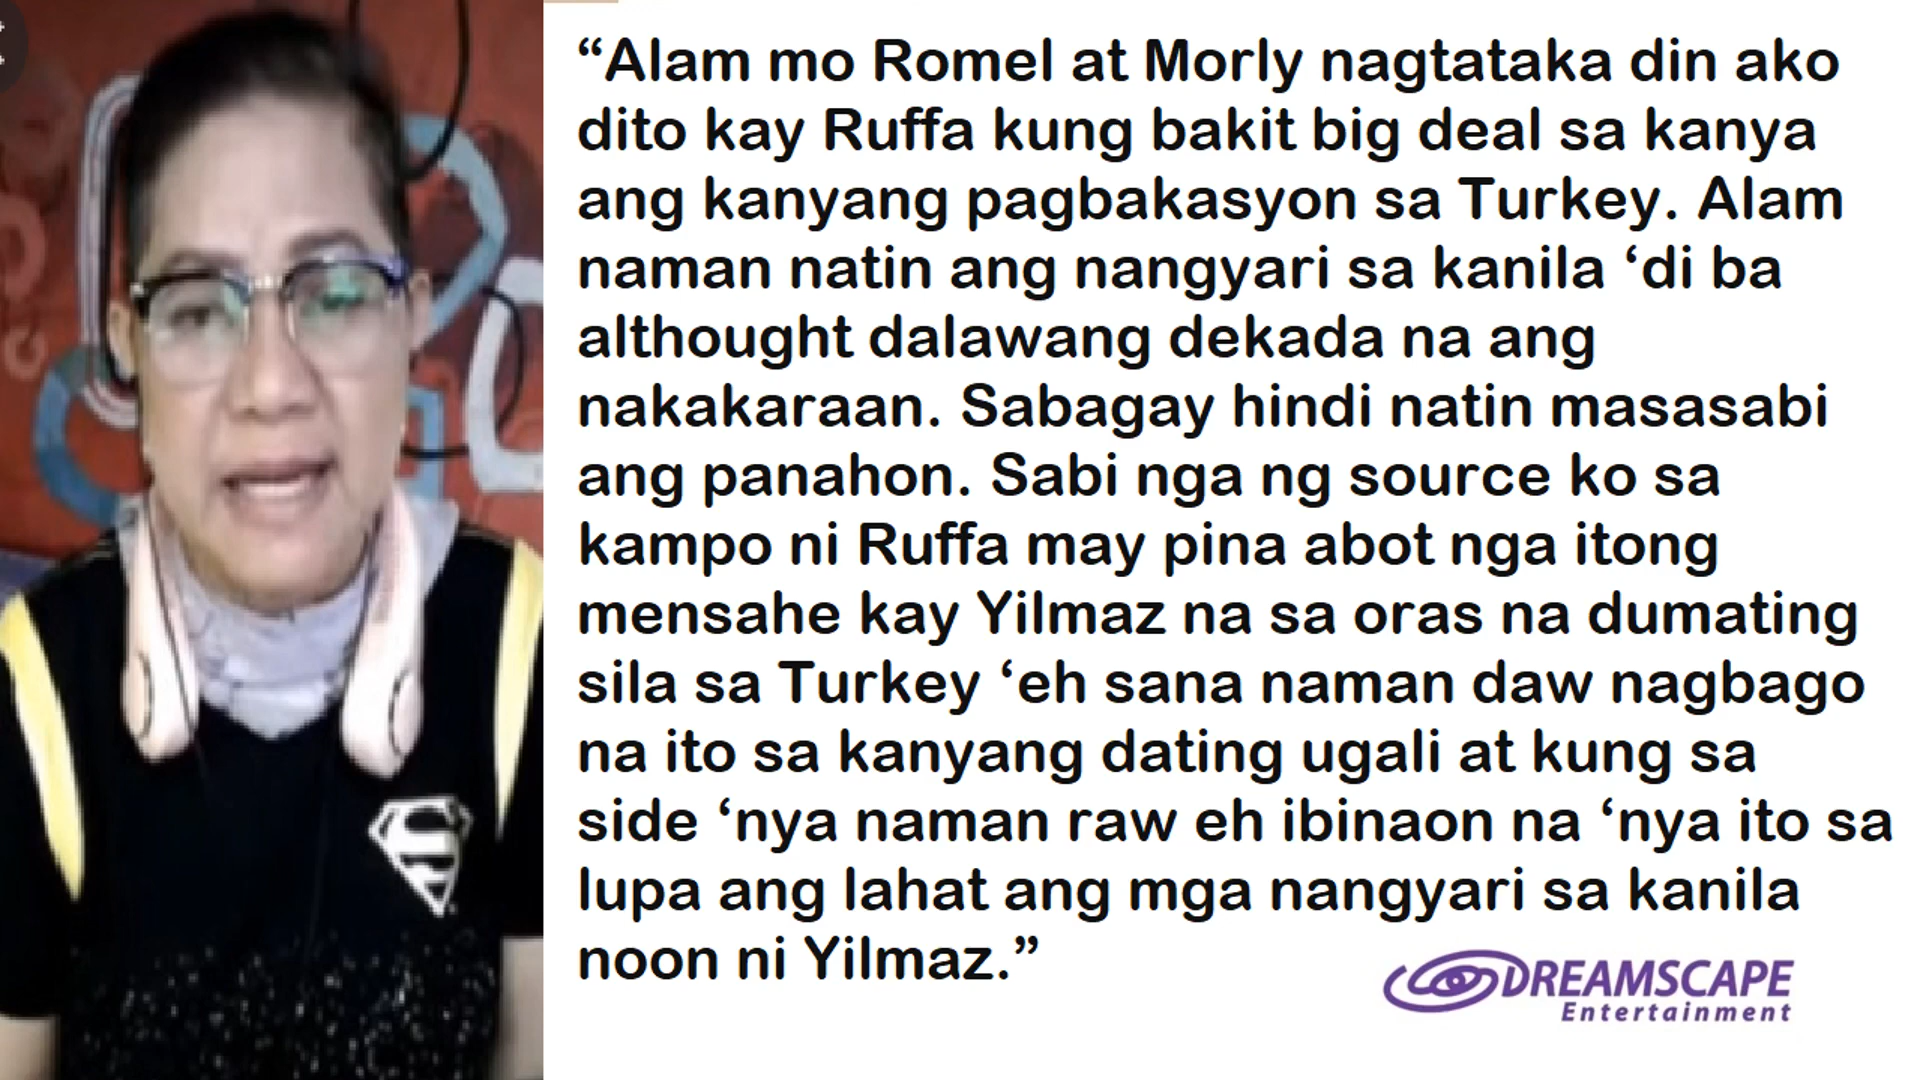 “Alam mo Romel at Morly nagtataka din ako
dito kay Ruffa kung bakit big deal sa kanya
ang kanyang pagbakasyon sa Turkey. Alam
naman natin ang nangyari sa kanila ‘di ba
althought dalawang dekada na ang
nakakaraan. Sabagay hindi natin masasabi
ang panahon. Sabi nga ng source ko sa
kampo ni Ruffa may pina abot nga itong
mensahe kay Yilmaz na sa oras na dumating
sila sa Turkey ‘eh sana naman daw nagbago
na ito sa kanyang dating ugali at kung sa
side ‘nya naman raw eh ibinaon na ‘nya ito sa
lupa ang lahat ang mga nangyari sa kanila
noon ni Yilmaz.”
DREAMSCAPE
Entertainment